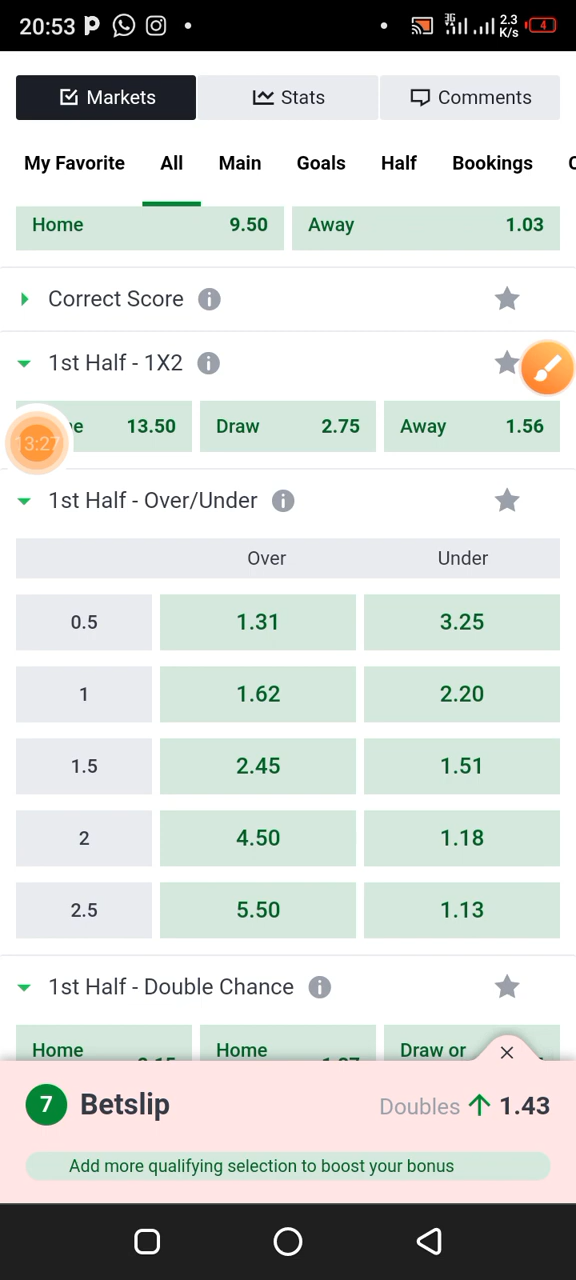 20:53
3G
2.3
K/s
4
Markets
Stats
Comments
My Favorite All Main Goals Half Bookings
Home 9.50 Away 1.03
Correct Score
1st Half - 1X2
13.50 Draw 2.75 Away 1.56
13:27
1st Half - Over/Under
Over Under
0.5 1.31 3.25
1 1.62 2.20
1.5 2.45 1.51
2 4.50 1.18
2.5 5.50 1.13
1st Half - Double Chance
Home Home Draw or
7 Betslip Doubles 1.43
Add more qualifying selection to boost your bonus